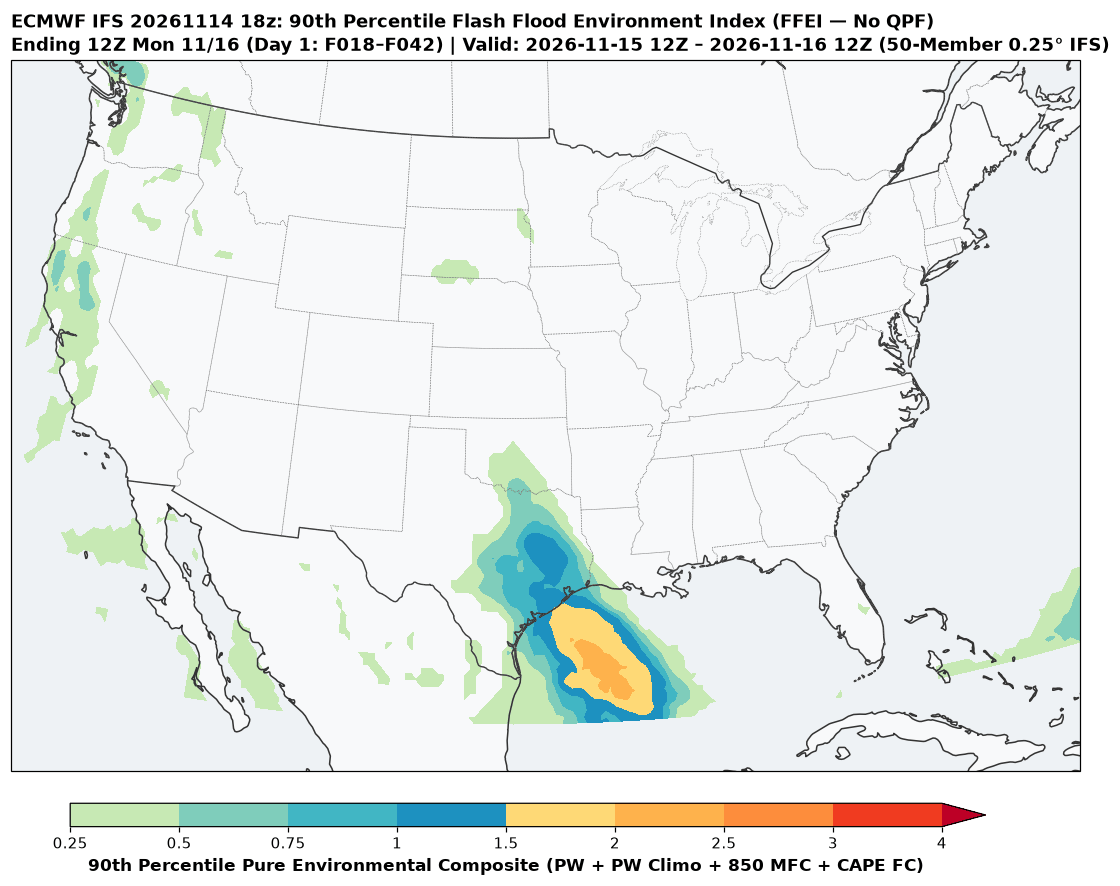 ECMWF IFS 20261114 18z: 90th Percentile Flash Flood Environment Index (FFEI — No QPF)
Ending 12Z Mon 11/16 (Day 1: F018–F042) | Valid: 2026-11-15 12Z – 2026-11-16 12Z (50-Member 0.25° IFS)
0.25 0.5 0.75 1 1.5 2 2.5 3 4
90th Percentile Pure Environmental Composite (PW + PW Climo + 850 MFC + CAPE FC)